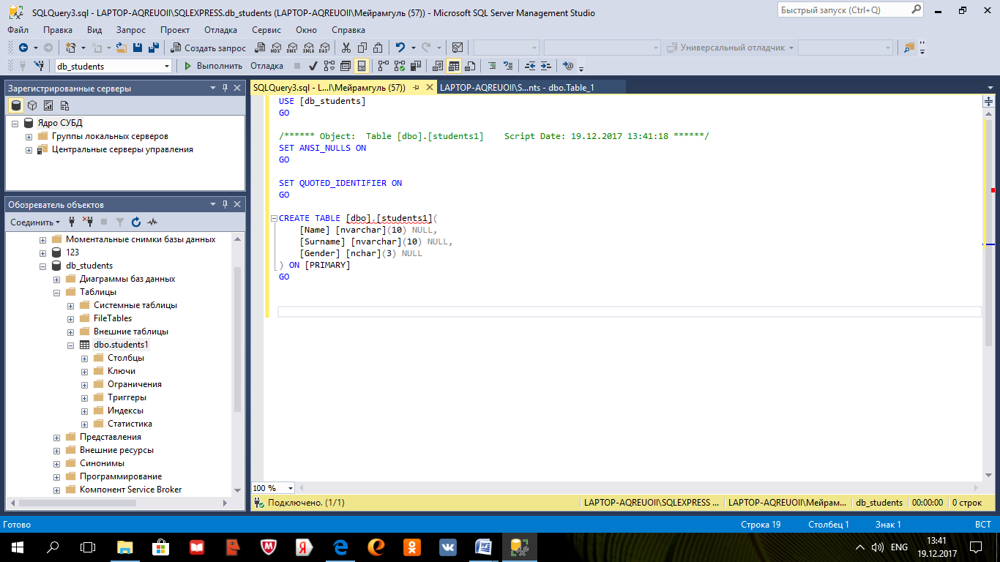 SQLQuery3.sql - LAPTOP-AQREUOII\SQLEXPRESS.db_students (LAPTOP-AQREUOII\Мейрамгуль (57)) - Microsoft SQL Server Management Studio
Быстрый запуск (Ctrl+Q)
Файл Правка Вид Запрос Проект Отладка Сервис Окно Справка
Создать запрос MDX DMX XMLA DAX Универсальный отладчик
db_students Выполнить Отладка
Зарегистрированные серверы
Ядро СУБД
Группы локальных серверов
Центральные серверы управления
Обозреватель объектов
Соединить
Моментальные снимки базы данных
123
db_students
Диаграммы баз данных
Таблицы
Системные таблицы
FileTables
Внешние таблицы
dbo.students1
Столбцы
Ключи
Ограничения
Триггеры
Индексы
Статистика
Представления
Внешние ресурсы
Синонимы
Программирование
Компонент Service Broker
SQLQuery3.sql - L...I\Мейрамгуль (57)) LAPTOP-AQREUOII\S...nts - dbo.Table_1
USE [db_students]
GO
/****** Object:  Table [dbo].[students1]    Script Date: 19.12.2017 13:41:18 ******/
SET ANSI_NULLS ON
GO
SET QUOTED_IDENTIFIER ON
GO
CREATE TABLE [dbo].[students1](
[Name] [nvarchar](10) NULL,
[Surname] [nvarchar](10) NULL,
[Gender] [nchar](3) NULL
) ON [PRIMARY]
GO
100 %
Подключено. (1/1) LAPTOP-AQREUOII\SQLEXPRESS ... LAPTOP-AQREUOII\Мейрам... db_students 00:00:00 0 строк
Готово Строка 19 Столбец 1 Знак 1 ВСТ
ENG
13:41
19.12.2017